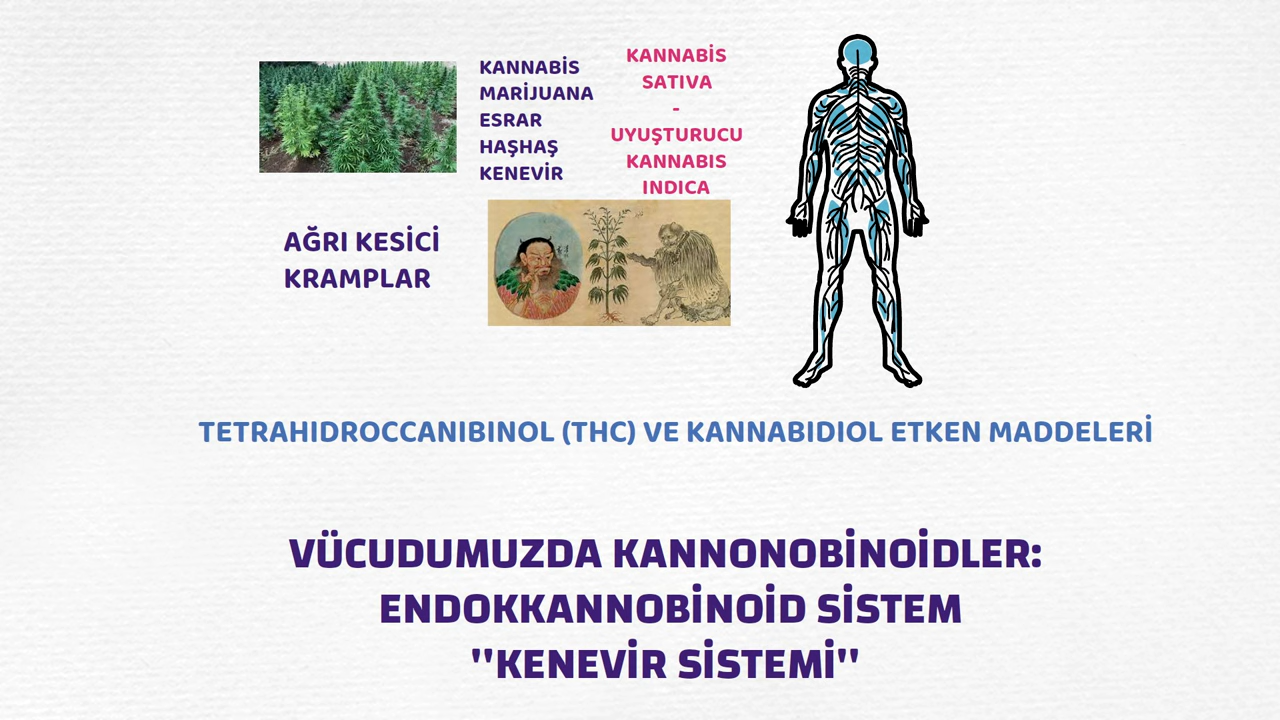 KANNABİS
MARİJUANA
ESRAR
HAŞHAŞ
KENEVİR
KANNABİS
SATIVA
-
UYUŞTURUCU
KANNABIS
INDICA
AĞRI KESİCİ
KRAMPLAR
TETRAHIDROCCANIBINOL (THC) VE KANNABIDIOL ETKEN MADDELERİ
VÜCUDUMUZDA KANNONOBİNOİDLER:
ENDOKKANNOBİNOİD SİSTEM
''KENEVİR SİSTEMİ''